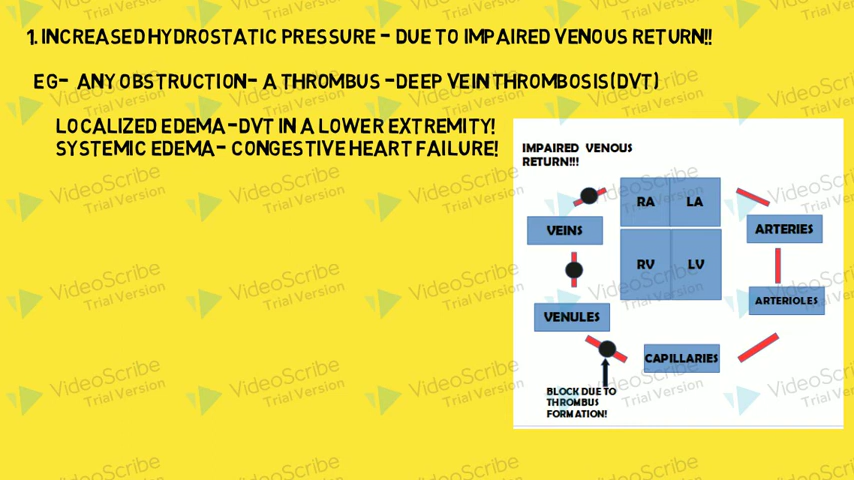 1. INCREASED HYDROSTATIC PRESSURE - DUE TO IMPAIRED VENOUS RETURN!!
EG- ANY OBSTRUCTION- A THROMBUS -DEEP VEIN THROMBOSIS(DVT)
LOCALIZED EDEMA-DVT IN A LOWER EXTREMITY!
SYSTEMIC EDEMA- CONGESTIVE HEART FAILURE!
IMPAIRED VENOUS
RETURN!!!
RA LA
VEINS
ARTERIES
RV LV
ARTERIOLES
VENULES
CAPILLARIES
BLOCK DUE TO
THROMBUS
FORMATION!
VideoScribe
Trial Version